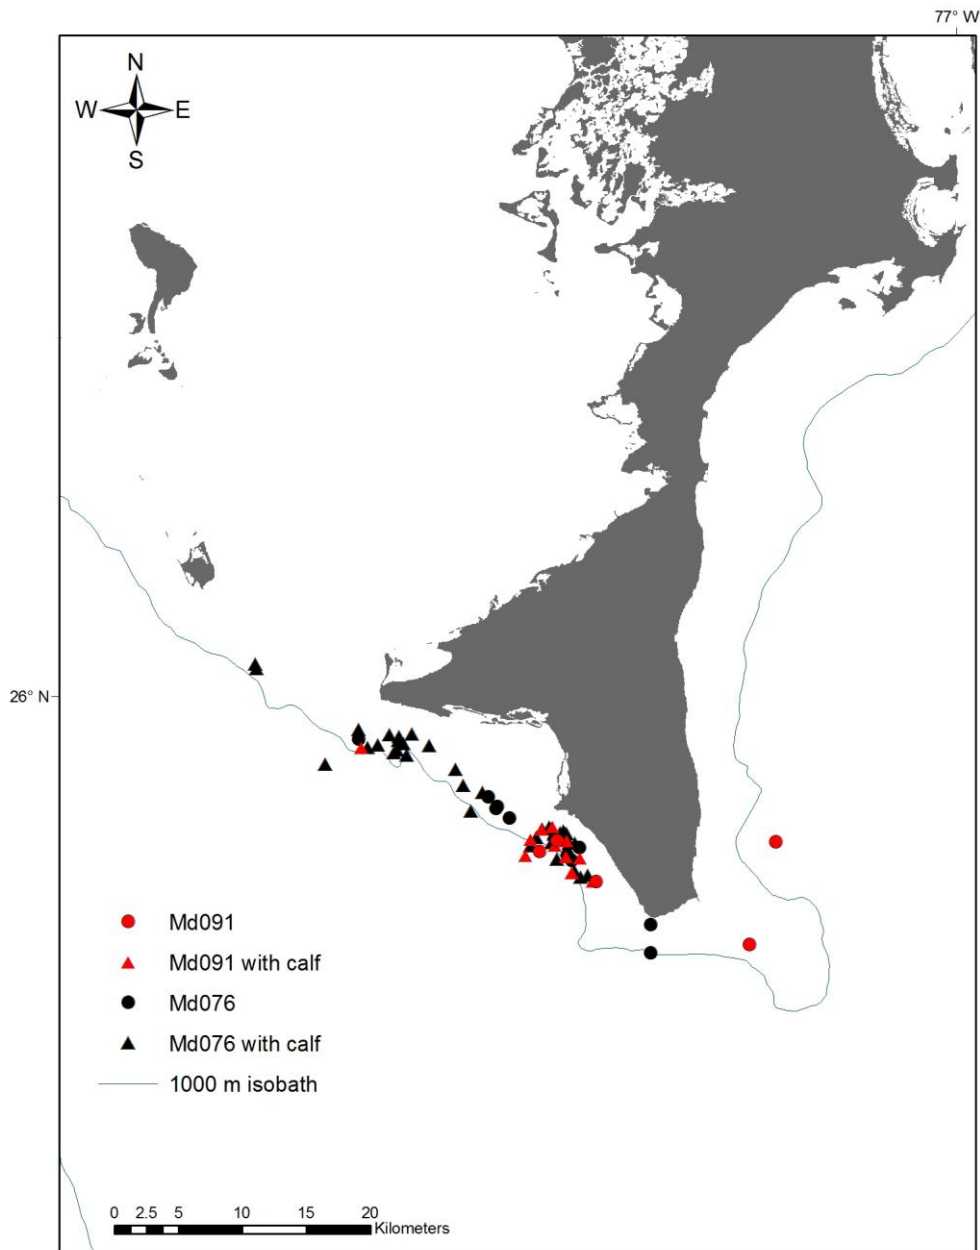 77° W
N
W E
S
26° N
Md091
Md091 with calf
Md076
Md076 with calf
1000 m isobath
0 2.5 5 10 15 20
Kilometers